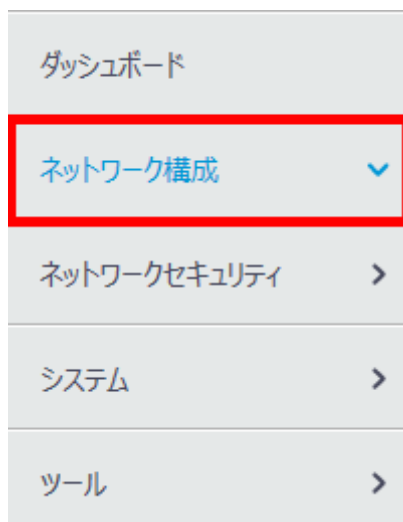 ダッシュボード
ネットワーク構成
ネットワークセキュリティ
システム
ツール